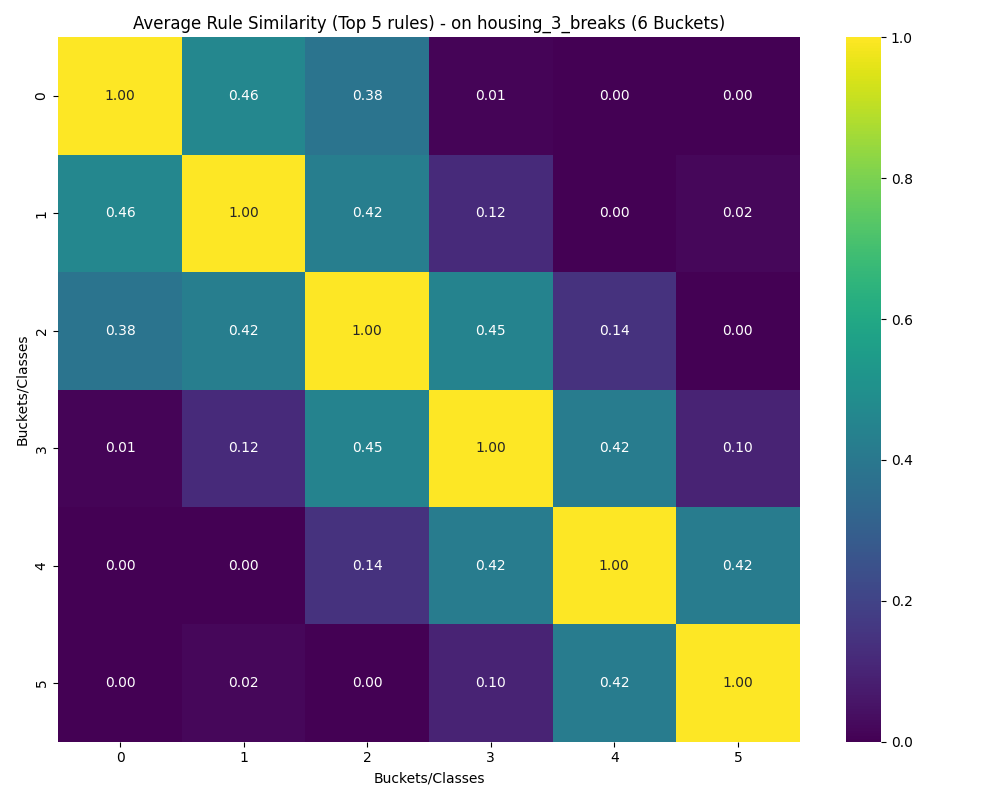 Average Rule Similarity (Top 5 rules) - on housing_3_breaks (6 Buckets)
0 1.00 0.46 0.38 0.01 0.00 0.00
1 0.46 1.00 0.42 0.12 0.00 0.02
2 0.38 0.42 1.00 0.45 0.14 0.00
3 0.01 0.12 0.45 1.00 0.42 0.10
4 0.00 0.00 0.14 0.42 1.00 0.42
5 0.00 0.02 0.00 0.10 0.42 1.00
0 1 2 3 4 5
Buckets/Classes
Buckets/Classes
1.0
0.8
0.6
0.4
0.2
0.0